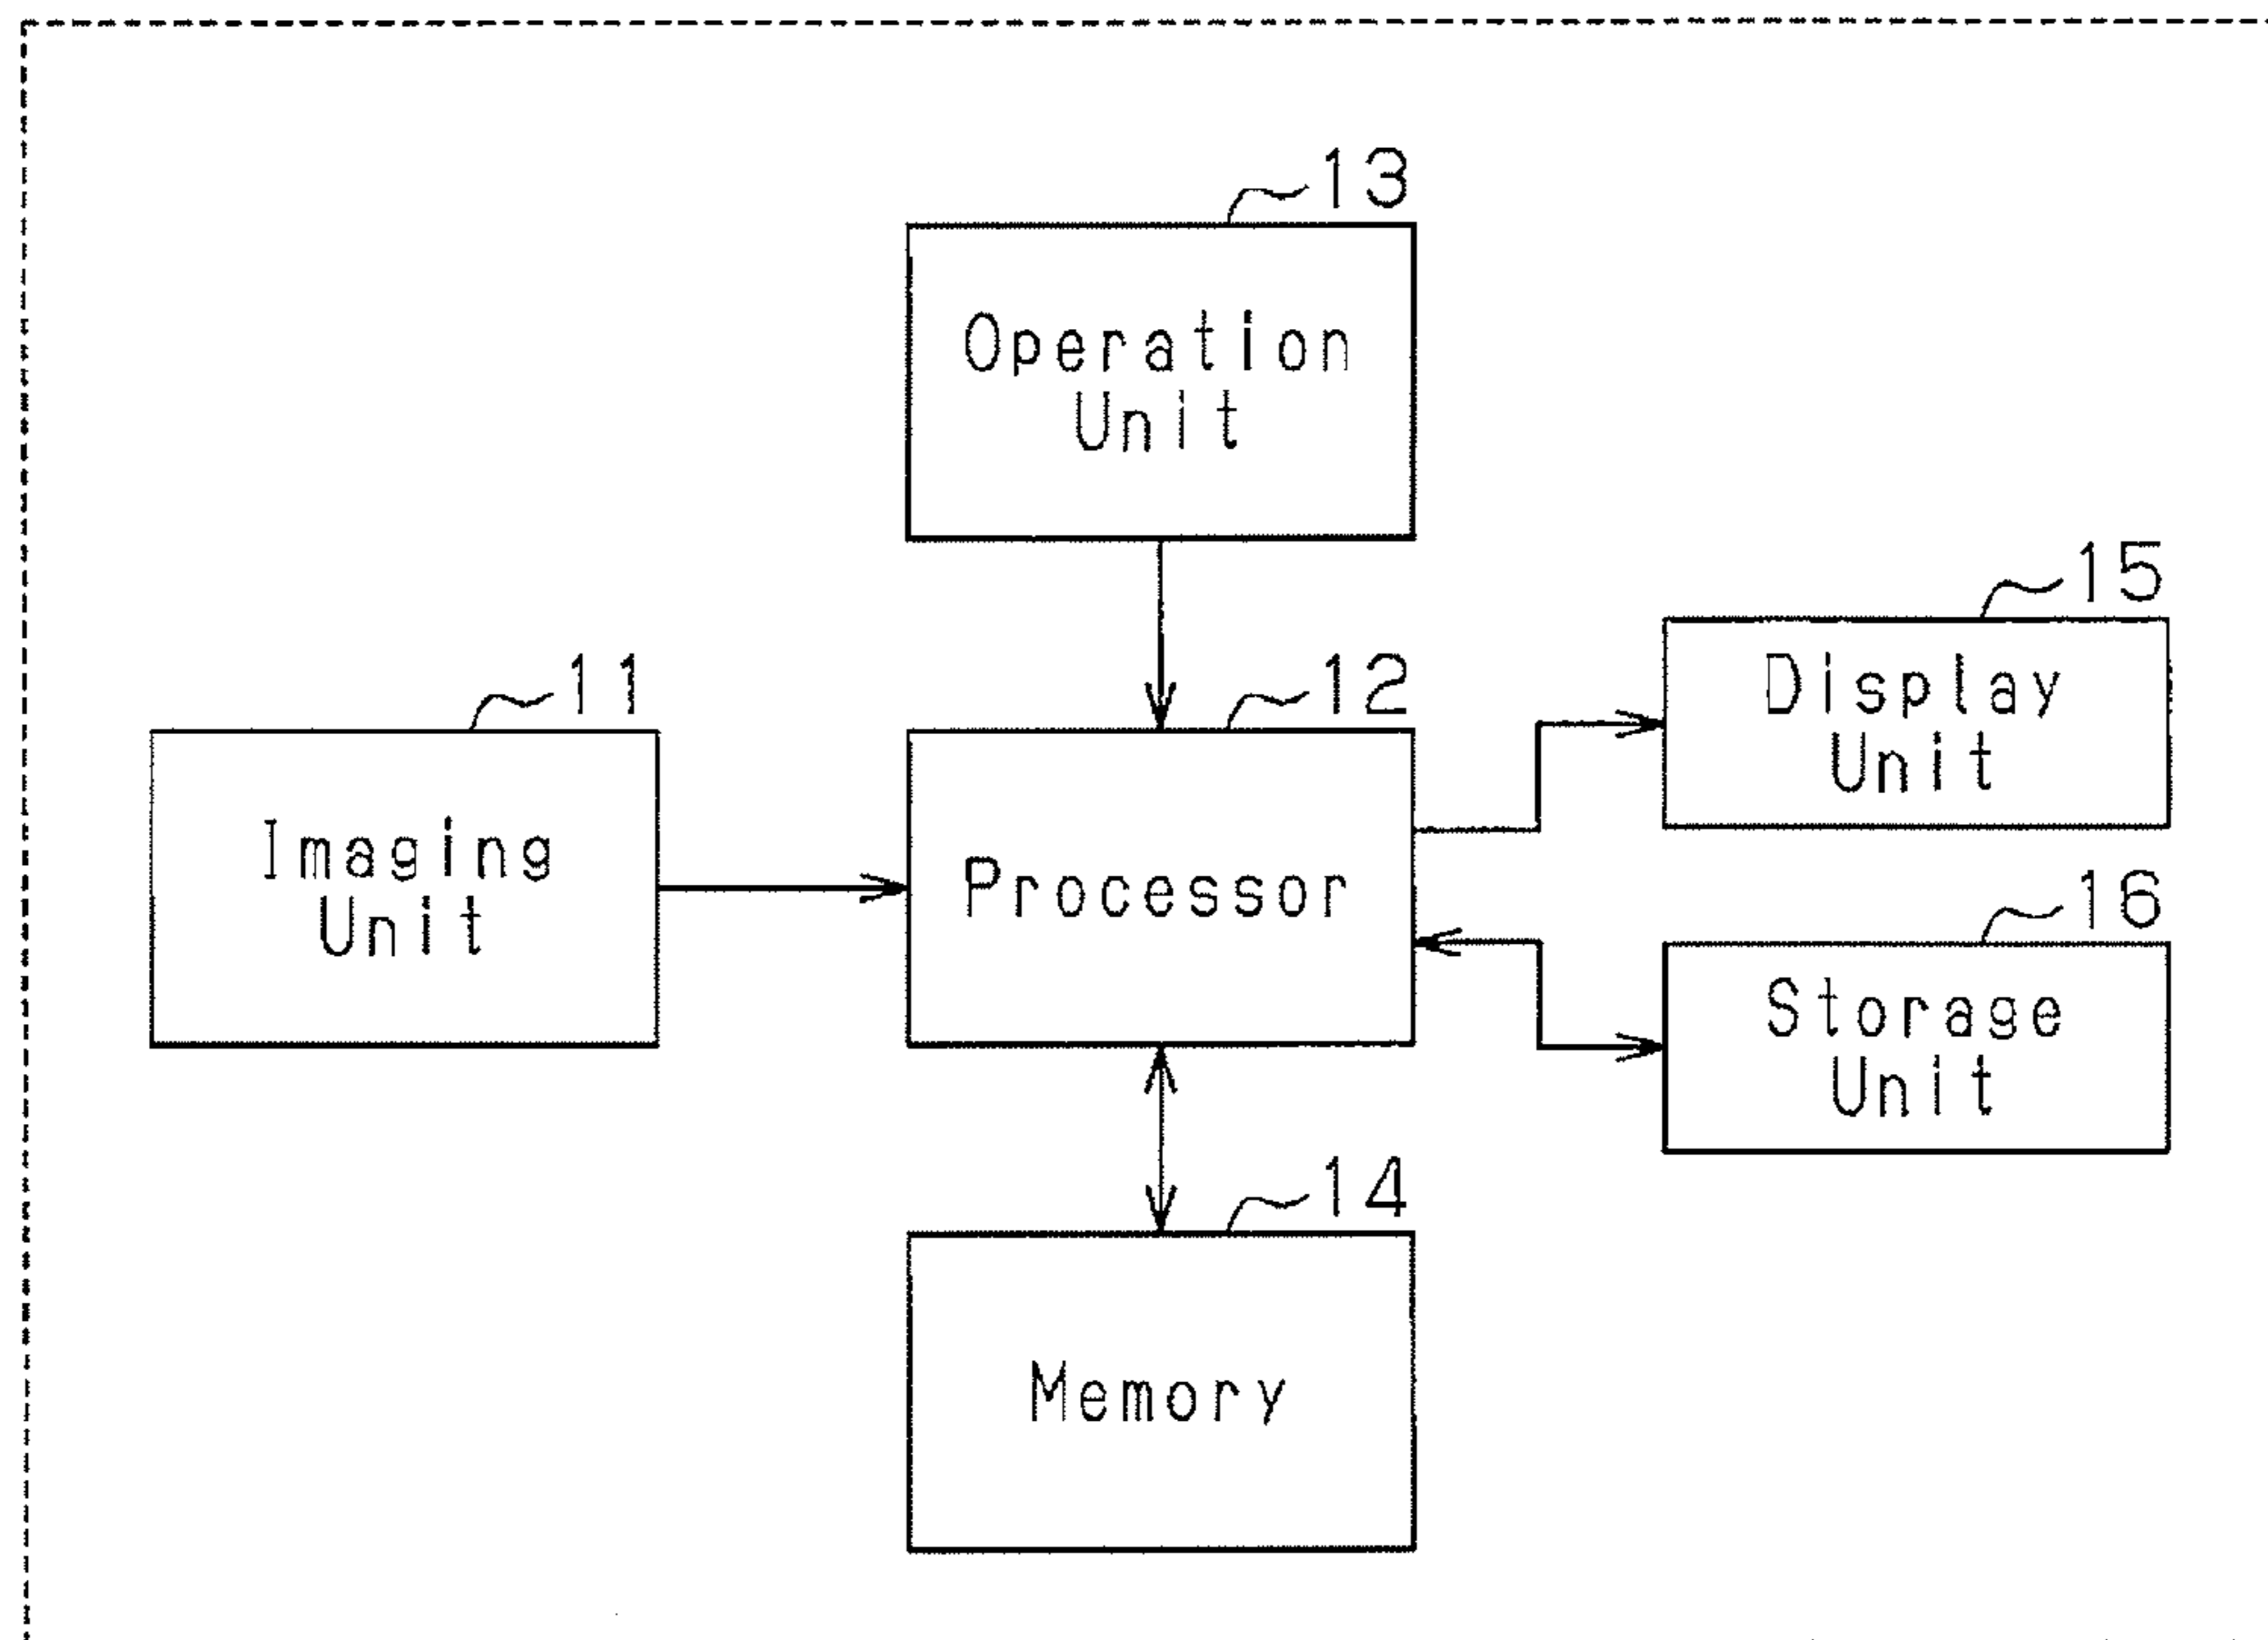 13
Operation
Unit
15
Display
Unit
11
Imaging
Unit
12
Processor
16
Storage
Unit
14
Memory